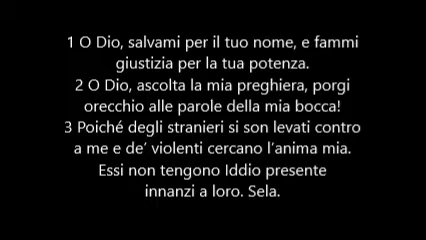 1 O Dio, salvami per il tuo nome, e fammi
giustizia per la tua potenza.
2 O Dio, ascolta la mia preghiera, porgi
orecchio alle parole della mia bocca!
3 Poiché degli stranieri si son levati contro
a me e de’ violenti cercano l’anima mia.
Essi non tengono Iddio presente
innanzi a loro. Sela.